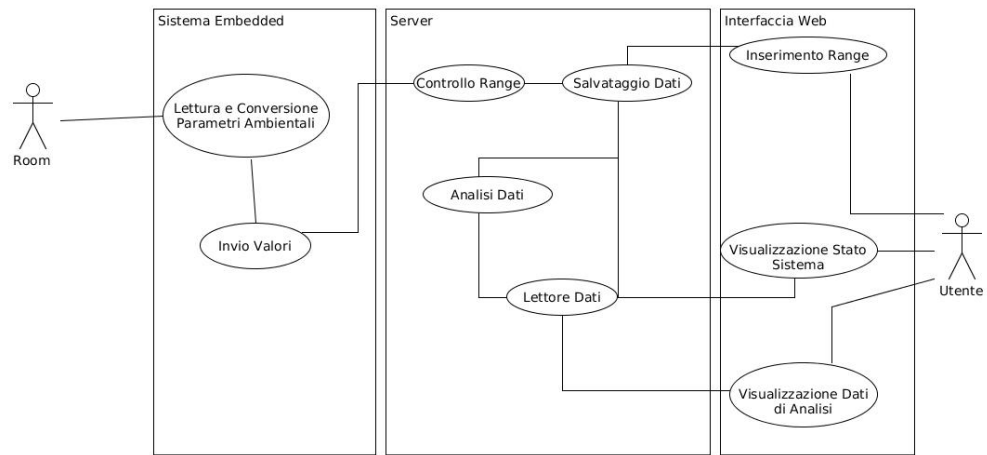 Sistema Embedded
Server
Interfaccia Web
Inserimento Range
Controllo Range
Salvataggio Dati
Lettura e Conversione
Parametri Ambientali
Room
Analisi Dati
Invio Valori
Visualizzazione Stato
Sistema
Utente
Lettore Dati
Visualizzazione Dati
di Analisi